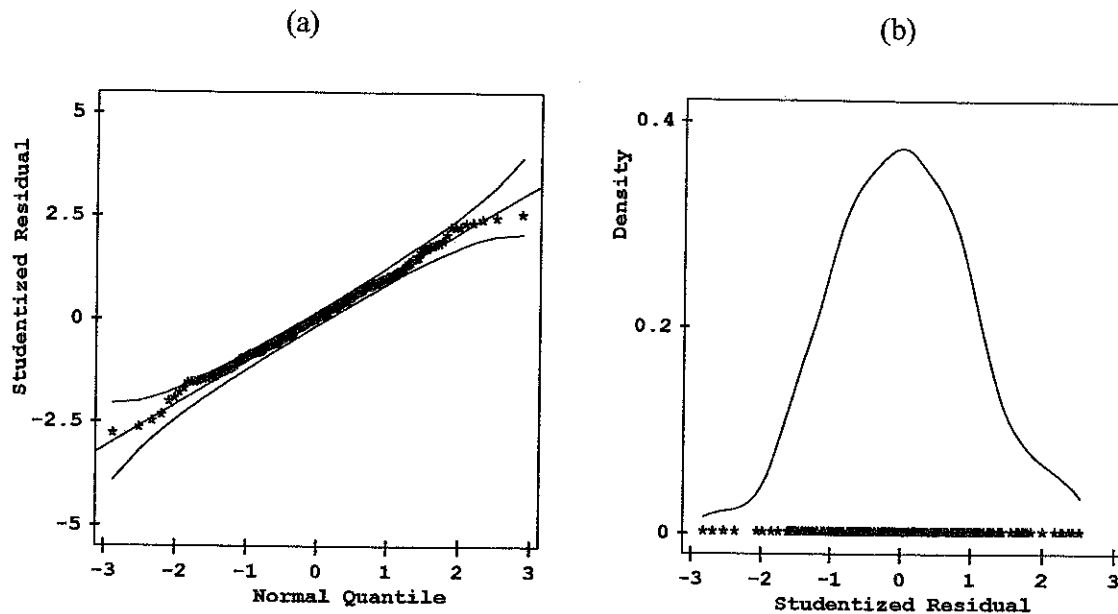 (a)
5
2.5
0
-2.5
-5
Studentized Residual
-3 -2 -1 0 1 2 3
Normal Quantile
(b)
0.4
0.2
0
Density
-3 -2 -1 0 1 2 3
Studentized Residual